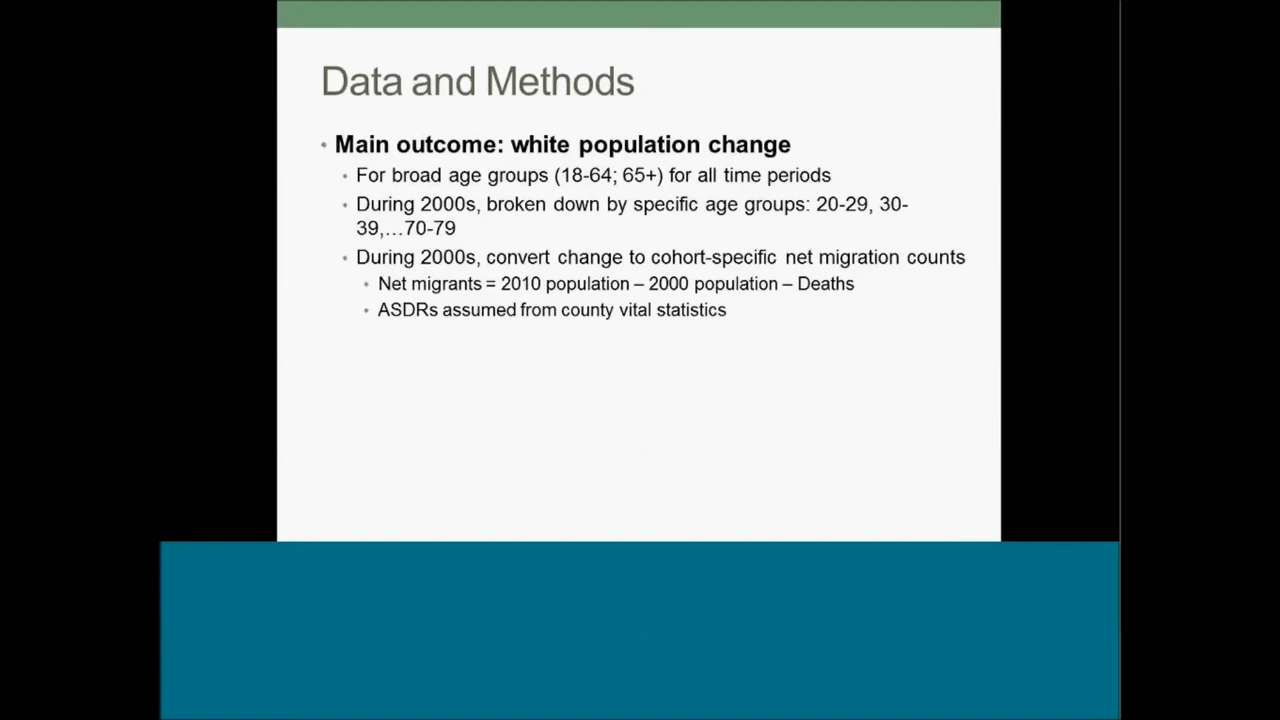 Data and Methods
• Main outcome: white population change
• For broad age groups (18-64; 65+) for all time periods
• During 2000s, broken down by specific age groups: 20-29, 30-
39,…70-79
• During 2000s, convert change to cohort-specific net migration counts
• Net migrants = 2010 population – 2000 population – Deaths
• ASDRs assumed from county vital statistics